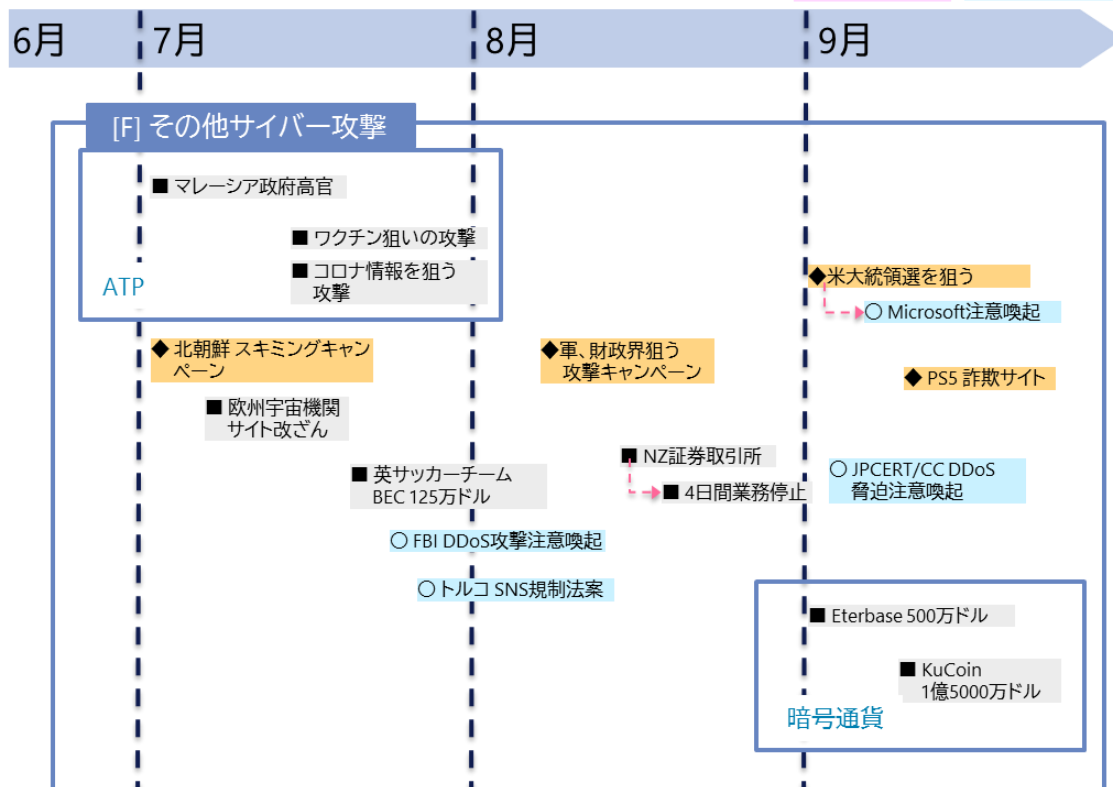 6月
7月
8月
9月
[F] その他サイバー攻撃
■ マレーシア政府高官
■ ワクチン狙いの攻撃
■ コロナ情報を狙う
攻撃
ATP
◆米大統領選を狙う
○ Microsoft注意喚起
◆ 北朝鮮 スキミングキャン
ペーン
◆軍、財政界狙う
攻撃キャンペーン
◆ PS5 詐欺サイト
■ 欧州宇宙機関
サイト改ざん
■ NZ証券取引所
■ 4日間業務停止
○ JPCERT/CC DDoS
脅迫注意喚起
■ 英サッカーチーム
BEC 125万ドル
○ FBI DDoS攻撃注意喚起
○ トルコ SNS規制法案
■ Eterbase 500万ドル
■ KuCoin
1億5000万ドル
暗号通貨